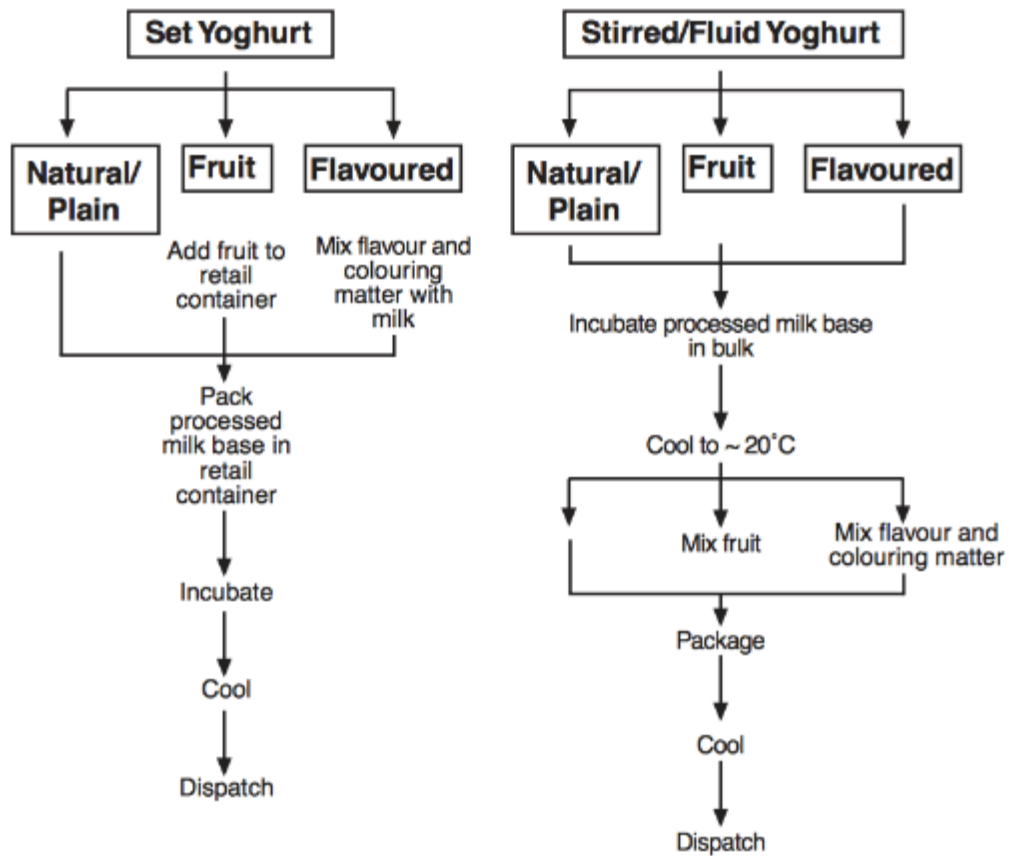 Set Yoghurt
Natural/
Plain
Fruit
Flavoured
Add fruit to
retail
container
Mix flavour and
colouring
matter with
milk
Pack
processed
milk base in
retail
container
Incubate
Cool
Dispatch
Stirred/Fluid Yoghurt
Natural/
Plain
Fruit
Flavoured
Incubate processed milk base
in bulk
Cool to ~ 20˚C
Mix fruit
Mix flavour and
colouring matter
Package
Cool
Dispatch